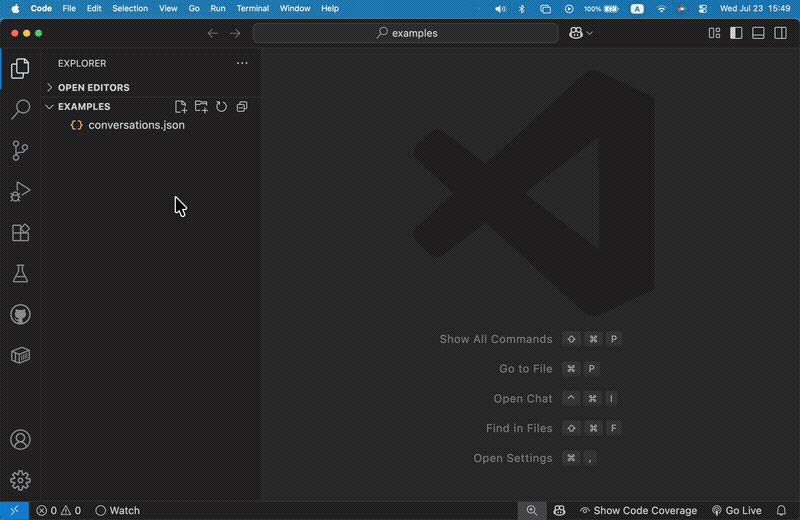 Code File Edit Selection View Go Run Terminal Window Help 100% A Wed Jul 23 15:49
examples
EXPLORER
OPEN EDITORS
EXAMPLES
{} conversations.json
Show All Commands ⇧ ⌘ P
Go to File ⌘ P
Open Chat ^ ⌘ I
Find in Files ⇧ ⌘ F
Open Settings ⌘ ,
0 0 Watch Show Code Coverage Go Live